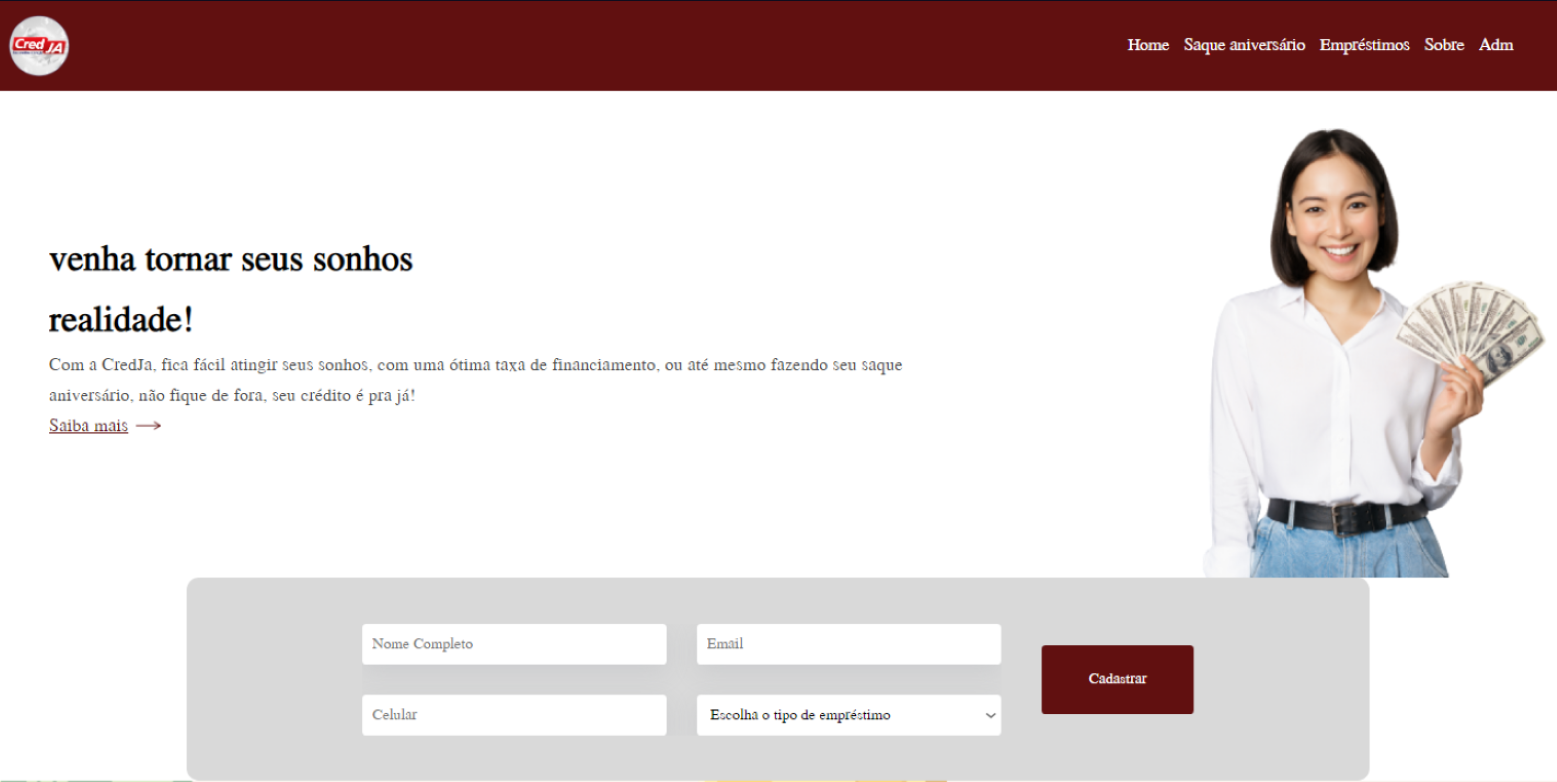 Cred JA
Home Saque aniversário Empréstimos Sobre Adm
venha tornar seus sonhos
realidade!
Com a CredJa, fica fácil atingir seus sonhos, com uma ótima taxa de financiamento, ou até mesmo fazendo seu saque
aniversário, não fique de fora, seu crédito é pra já!
Saiba mais
Nome Completo Email
Cadastrar
Celular Escolha o tipo de empréstimo